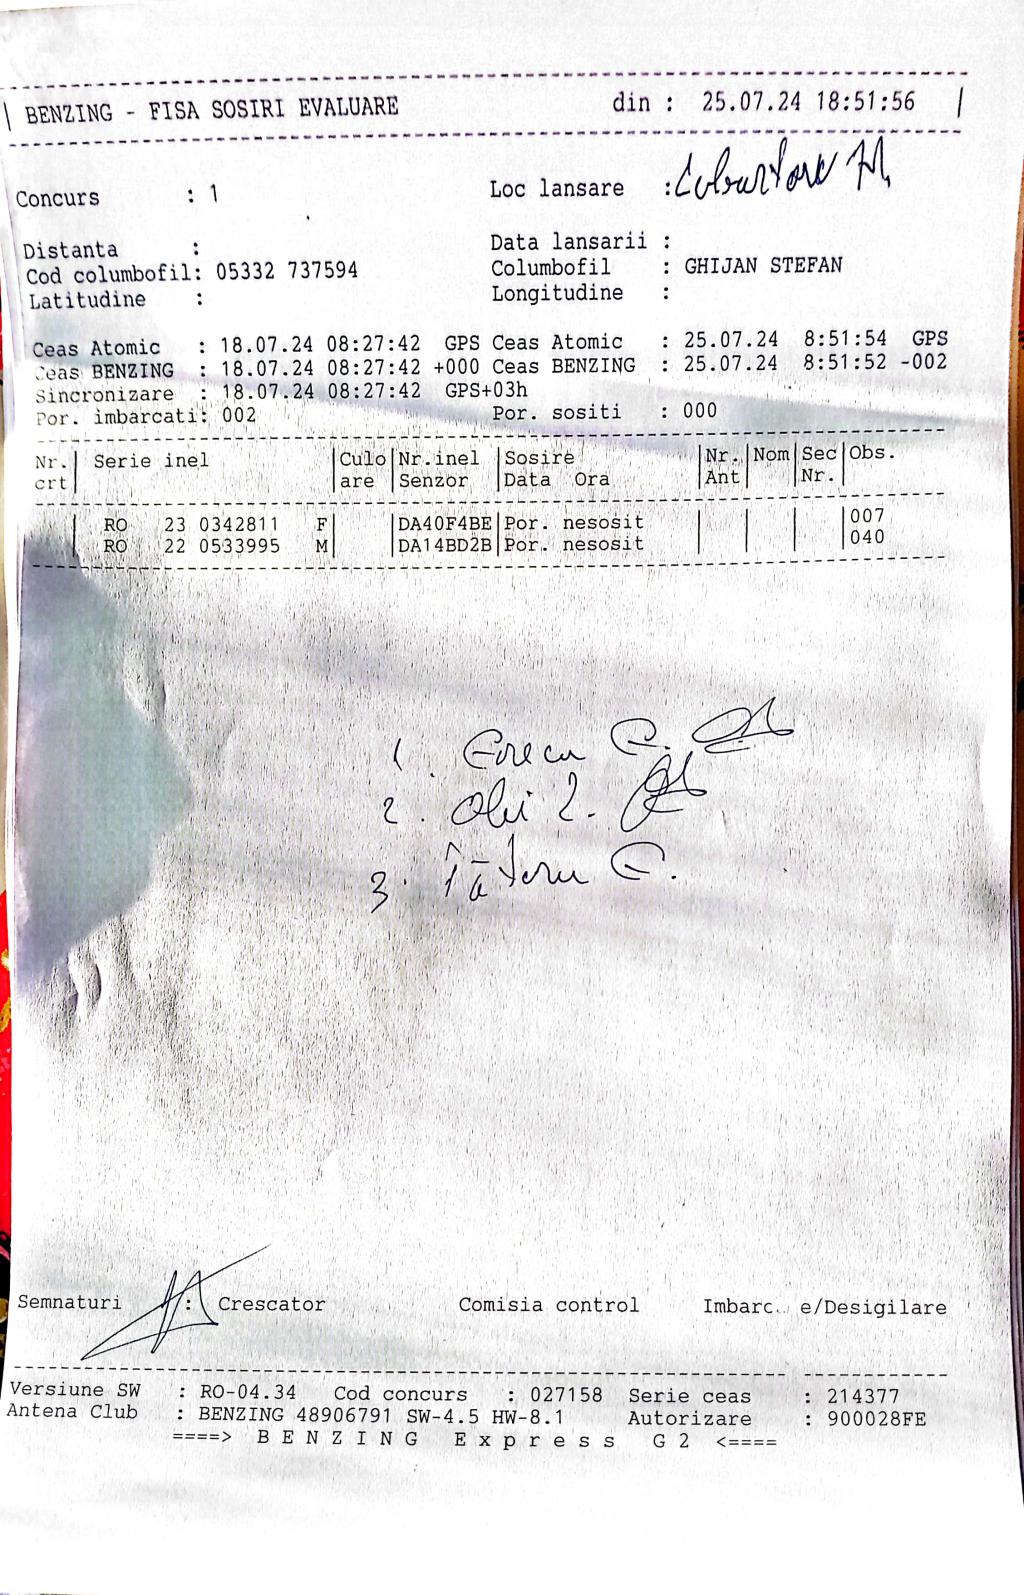 BENZING - FISA SOSIRI EVALUARE din : 25.07.24 18:51:56
Concurs : 1 Loc lansare :
Distanta : Data lansarii :
Cod columbofil: 05332 737594 Columbofil : GHIJAN STEFAN
Latitudine : Longitudine :
Ceas Atomic : 18.07.24 08:27:42 GPS Ceas Atomic : 25.07.24 8:51:54 GPS
Ceas BENZING : 18.07.24 08:27:42 +000 Ceas BENZING : 25.07.24 8:51:52 -002
Sincronizare : 18.07.24 08:27:42 GPS+03h
Por. imbarcati: 002 Por. sositi : 000
Nr. | Serie inel | Culo | Nr.inel | Sosire | Nr. | Nom | Sec | Obs.
crt | | are | Senzor | Data Ora | Ant | | Nr. |
RO 23 0342811 F | | DA40F4BE | Por. nesosit | | | | 007
RO 22 0533995 M | | DA14BD2B | Por. nesosit | | | | 040
1. G.
2.
3. G.
Semnaturi : Crescator Comisia control Imbarc e/Desigilare
Versiune SW : RO-04.34 Cod concurs : 027158 Serie ceas : 214377
Antena Club : BENZING 48906791 SW-4.5 HW-8.1 Autorizare : 900028FE
====> B E N Z I N G E x p r e s s G 2 <====